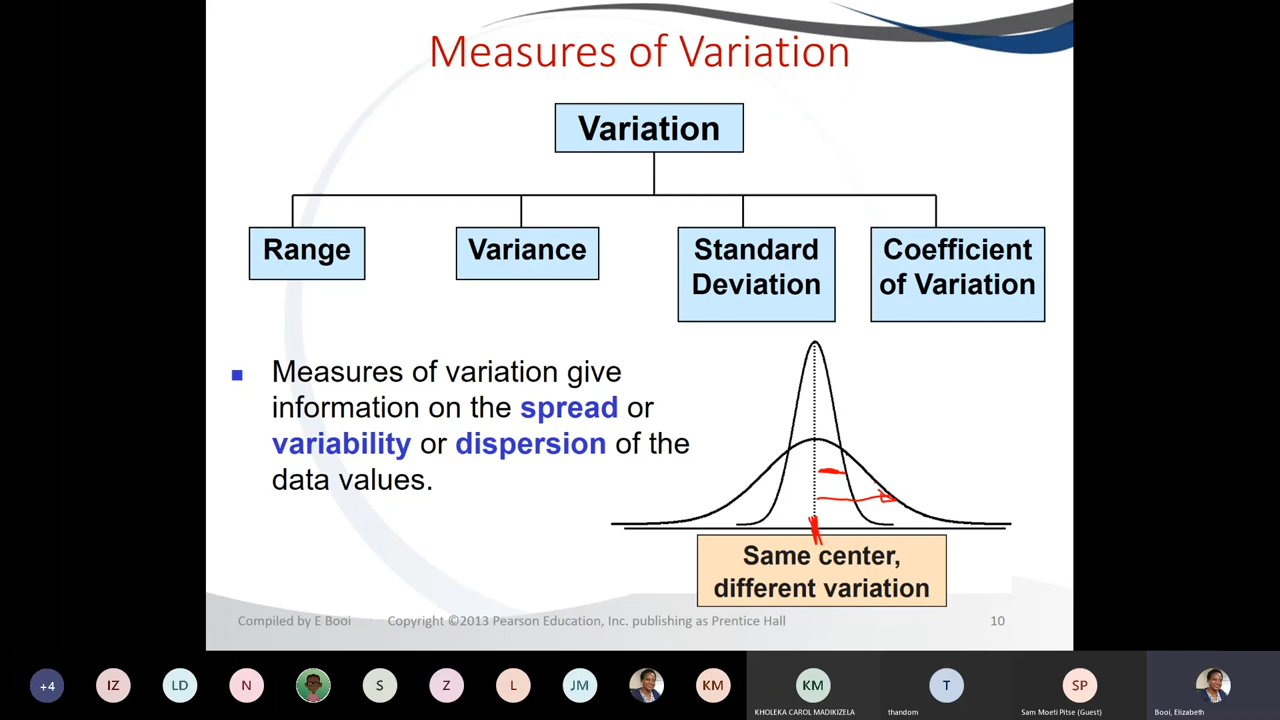 Measures of Variation
Variation
Range
Variance
Standard
Deviation
Coefficient
of Variation
■ Measures of variation give
information on the spread or
variability or dispersion of the
data values.
Same center,
different variation
Compiled by E Booi
Copyright ©2013 Pearson Education, Inc. publishing as Prentice Hall
10
+4
IZ
LD
N
S
Z
L
JM
KM
KM
KHOLEKA CAROL MADIKIZELA
T
thandom
SP
Sam Moeti Pitse (Guest)
Booi, Elizabeth